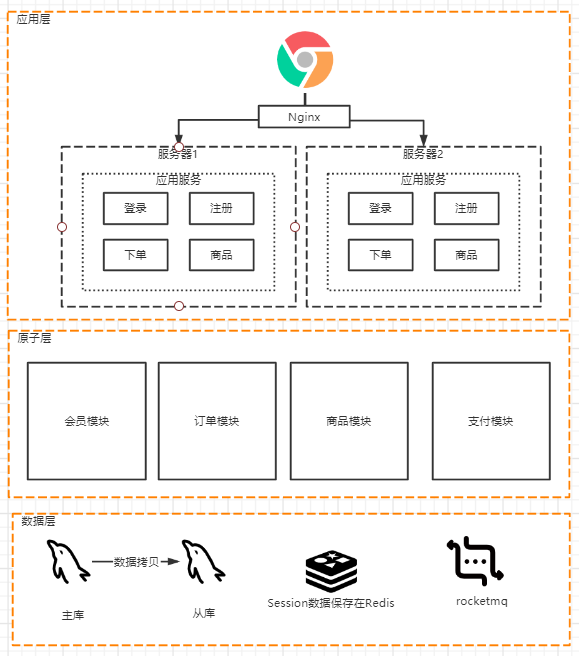 应用层
Nginx
服务器1
服务器2
应用服务
应用服务
登录
注册
登录
注册
下单
商品
下单
商品
原子层
会员模块
订单模块
商品模块
支付模块
数据层
数据拷贝
主库
从库
Session数据保存在Redis
rocketmq